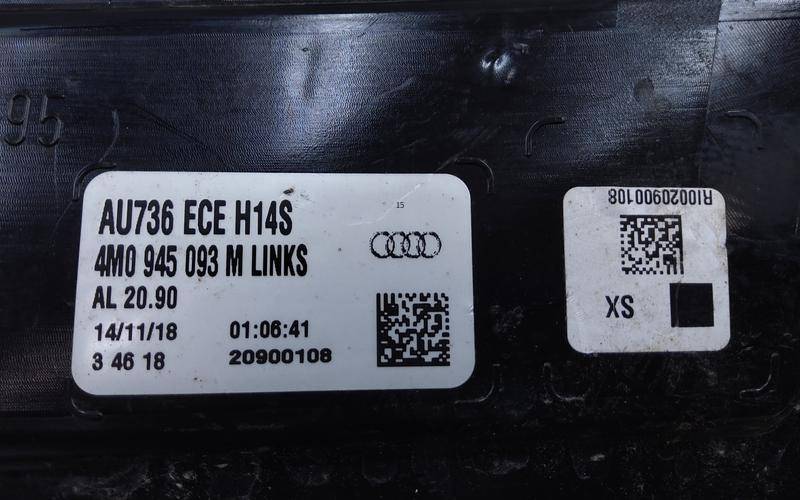 95
AU736 ECE H14S
15
4M0 945 093 M LINKS
AL 20.90
14/11/18 01:06:41
3 46 18 20900108
R10020900108
SX